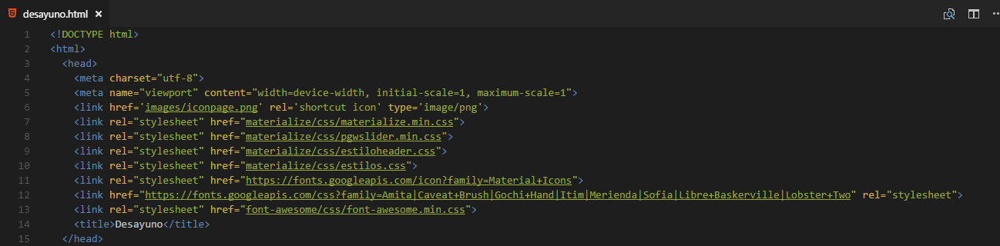 desayuno.html
1 <!DOCTYPE html>
2 <html>
3 <head>
4 <meta charset="utf-8">
5 <meta name="viewport" content="width=device-width, initial-scale=1, maximum-scale=1">
6 <link href='images/iconpage.png' rel='shortcut icon' type='image/png'>
7 <link rel="stylesheet" href="materialize/css/materialize.min.css">
8 <link rel="stylesheet" href="materialize/css/pgwslider.min.css">
9 <link rel="stylesheet" href="materialize/css/estiloheader.css">
10 <link rel="stylesheet" href="materialize/css/estilos.css">
11 <link rel="stylesheet" href="https://fonts.googleapis.com/icon?family=Material+Icons">
12 <link href="https://fonts.googleapis.com/css?family=Amita|Caveat+Brush|Gochi+Hand|Itim|Merienda|Sofia|Libre+Baskerville|Lobster+Two" rel="stylesheet">
13 <link rel="stylesheet" href="font-awesome/css/font-awesome.min.css">
14 <title>Desayuno</title>
15 </head>